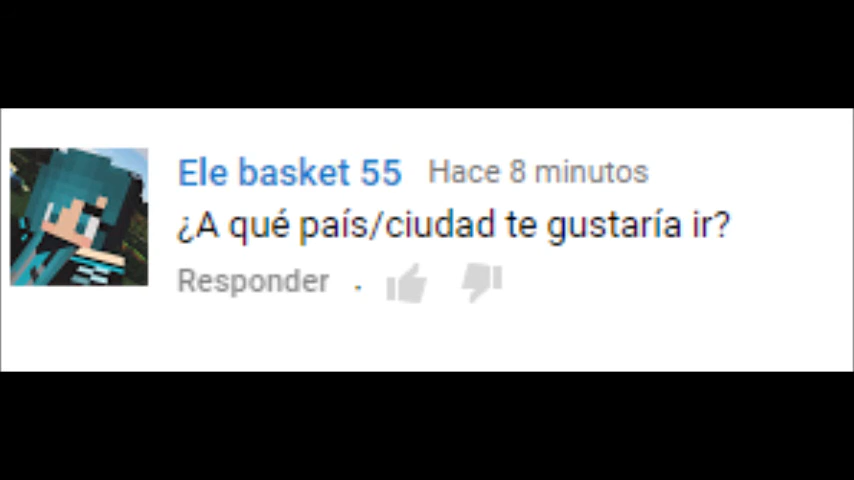 Ele basket 55 Hace 8 minutos
¿A qué país/ciudad te gustaría ir?
Responder .